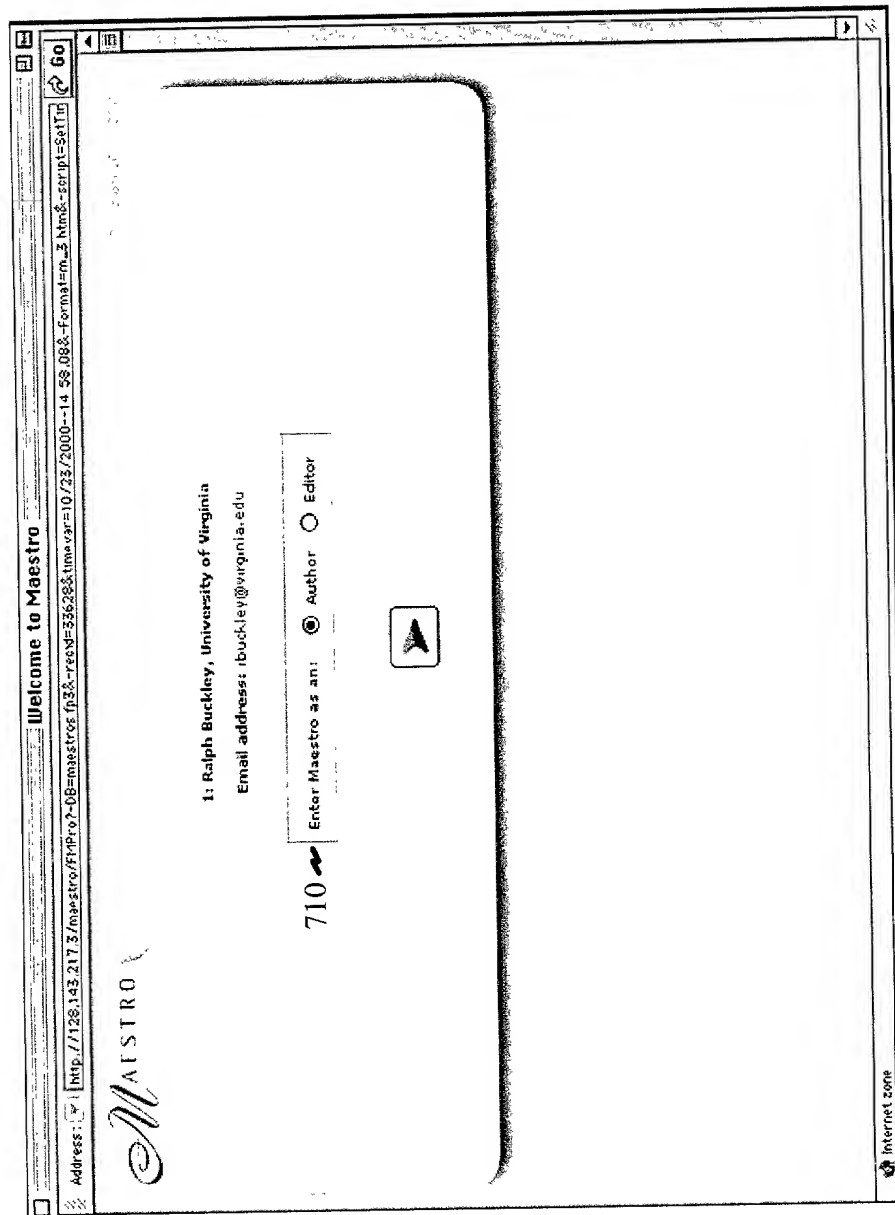 Welcome to Maestro
Address: http://128.143.217.3/maestro/FMPro?-DB=maestros.fp3&-recid=33628&timevar=10/23/2000--14 58.08&-Format=m_3 htm&-script=SetTim Go
MAESTRO
1: Ralph Buckley, University of Virginia
Email address: rbuckley@virginia.edu
710 Enter Maestro as an: Author Editor
Internet zone